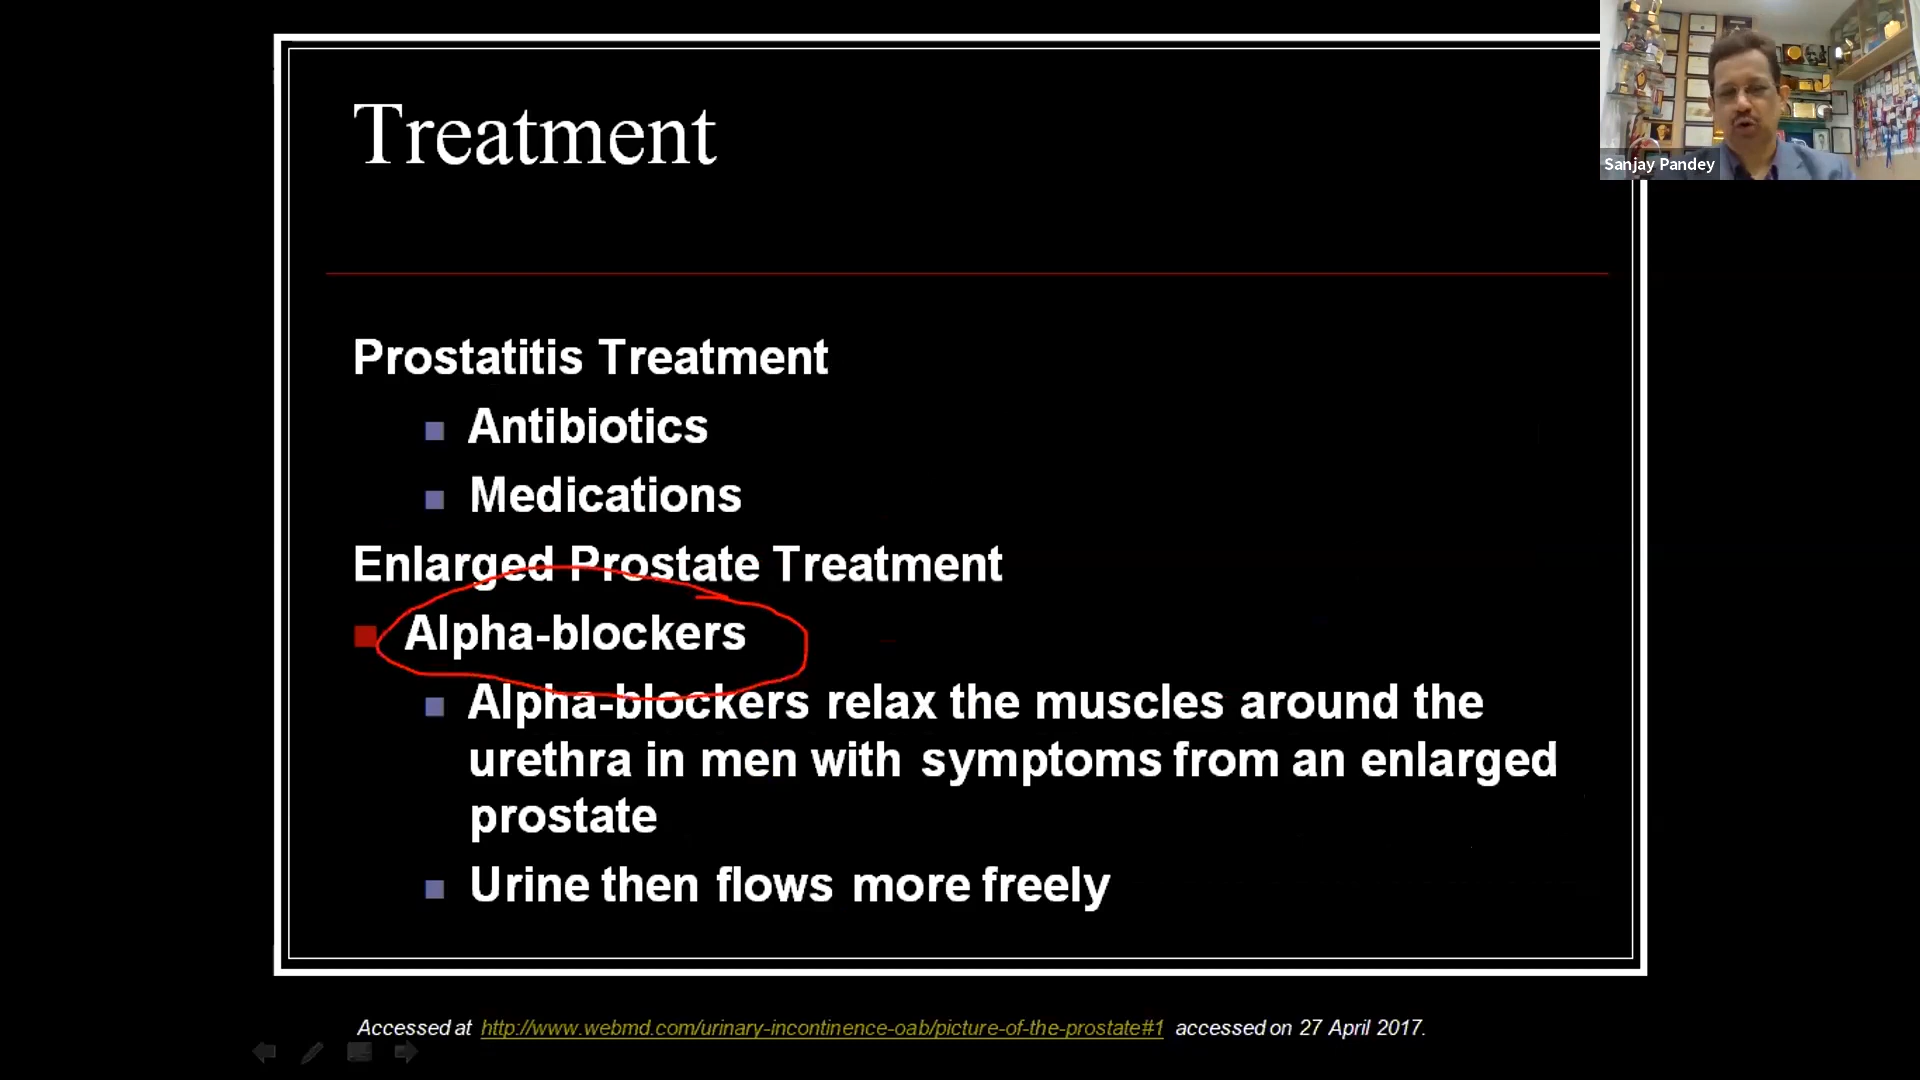 Treatment
Sanjay Pandey
Prostatitis Treatment
Antibiotics
Medications
Enlarged Prostate Treatment
Alpha-blockers
Alpha-blockers relax the muscles around the
urethra in men with symptoms from an enlarged
prostate
Urine then flows more freely
Accessed at http://www.webmd.com/urinary-incontinence-oab/picture-of-the-prostate#1 accessed on 27 April 2017.